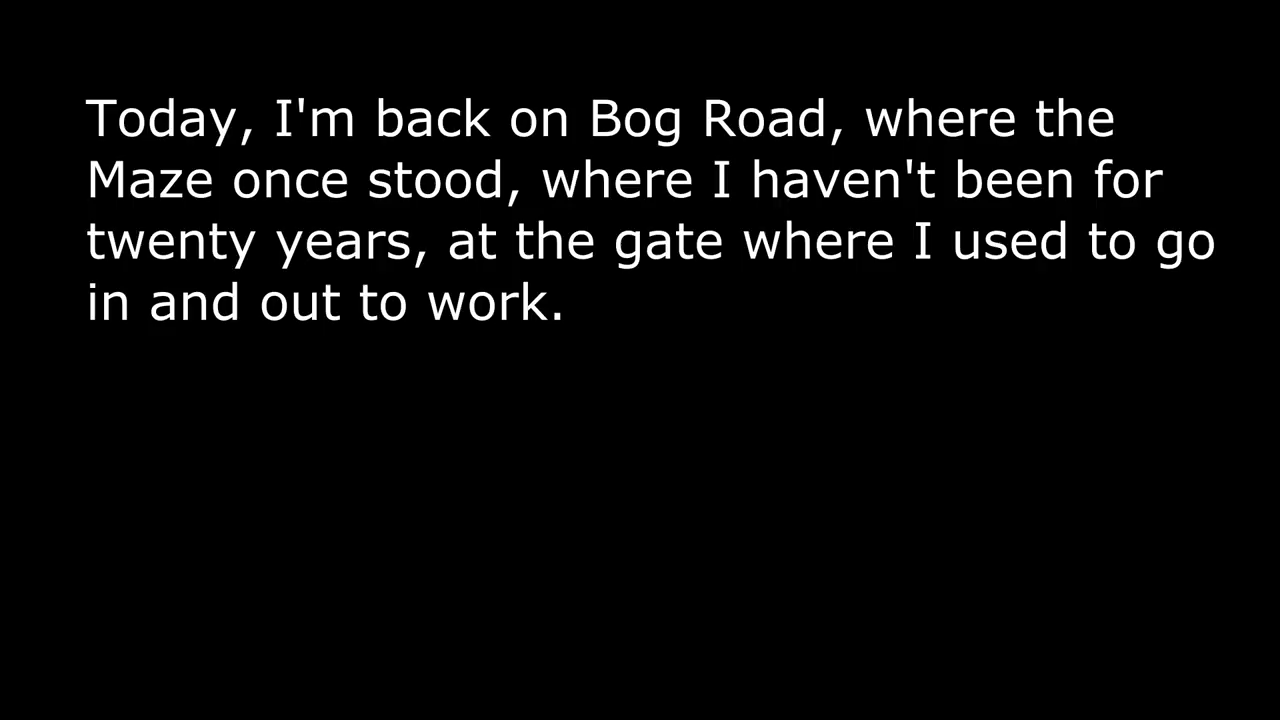 Today, I'm back on Bog Road, where the
Maze once stood, where I haven't been for
twenty years, at the gate where I used to go
in and out to work.